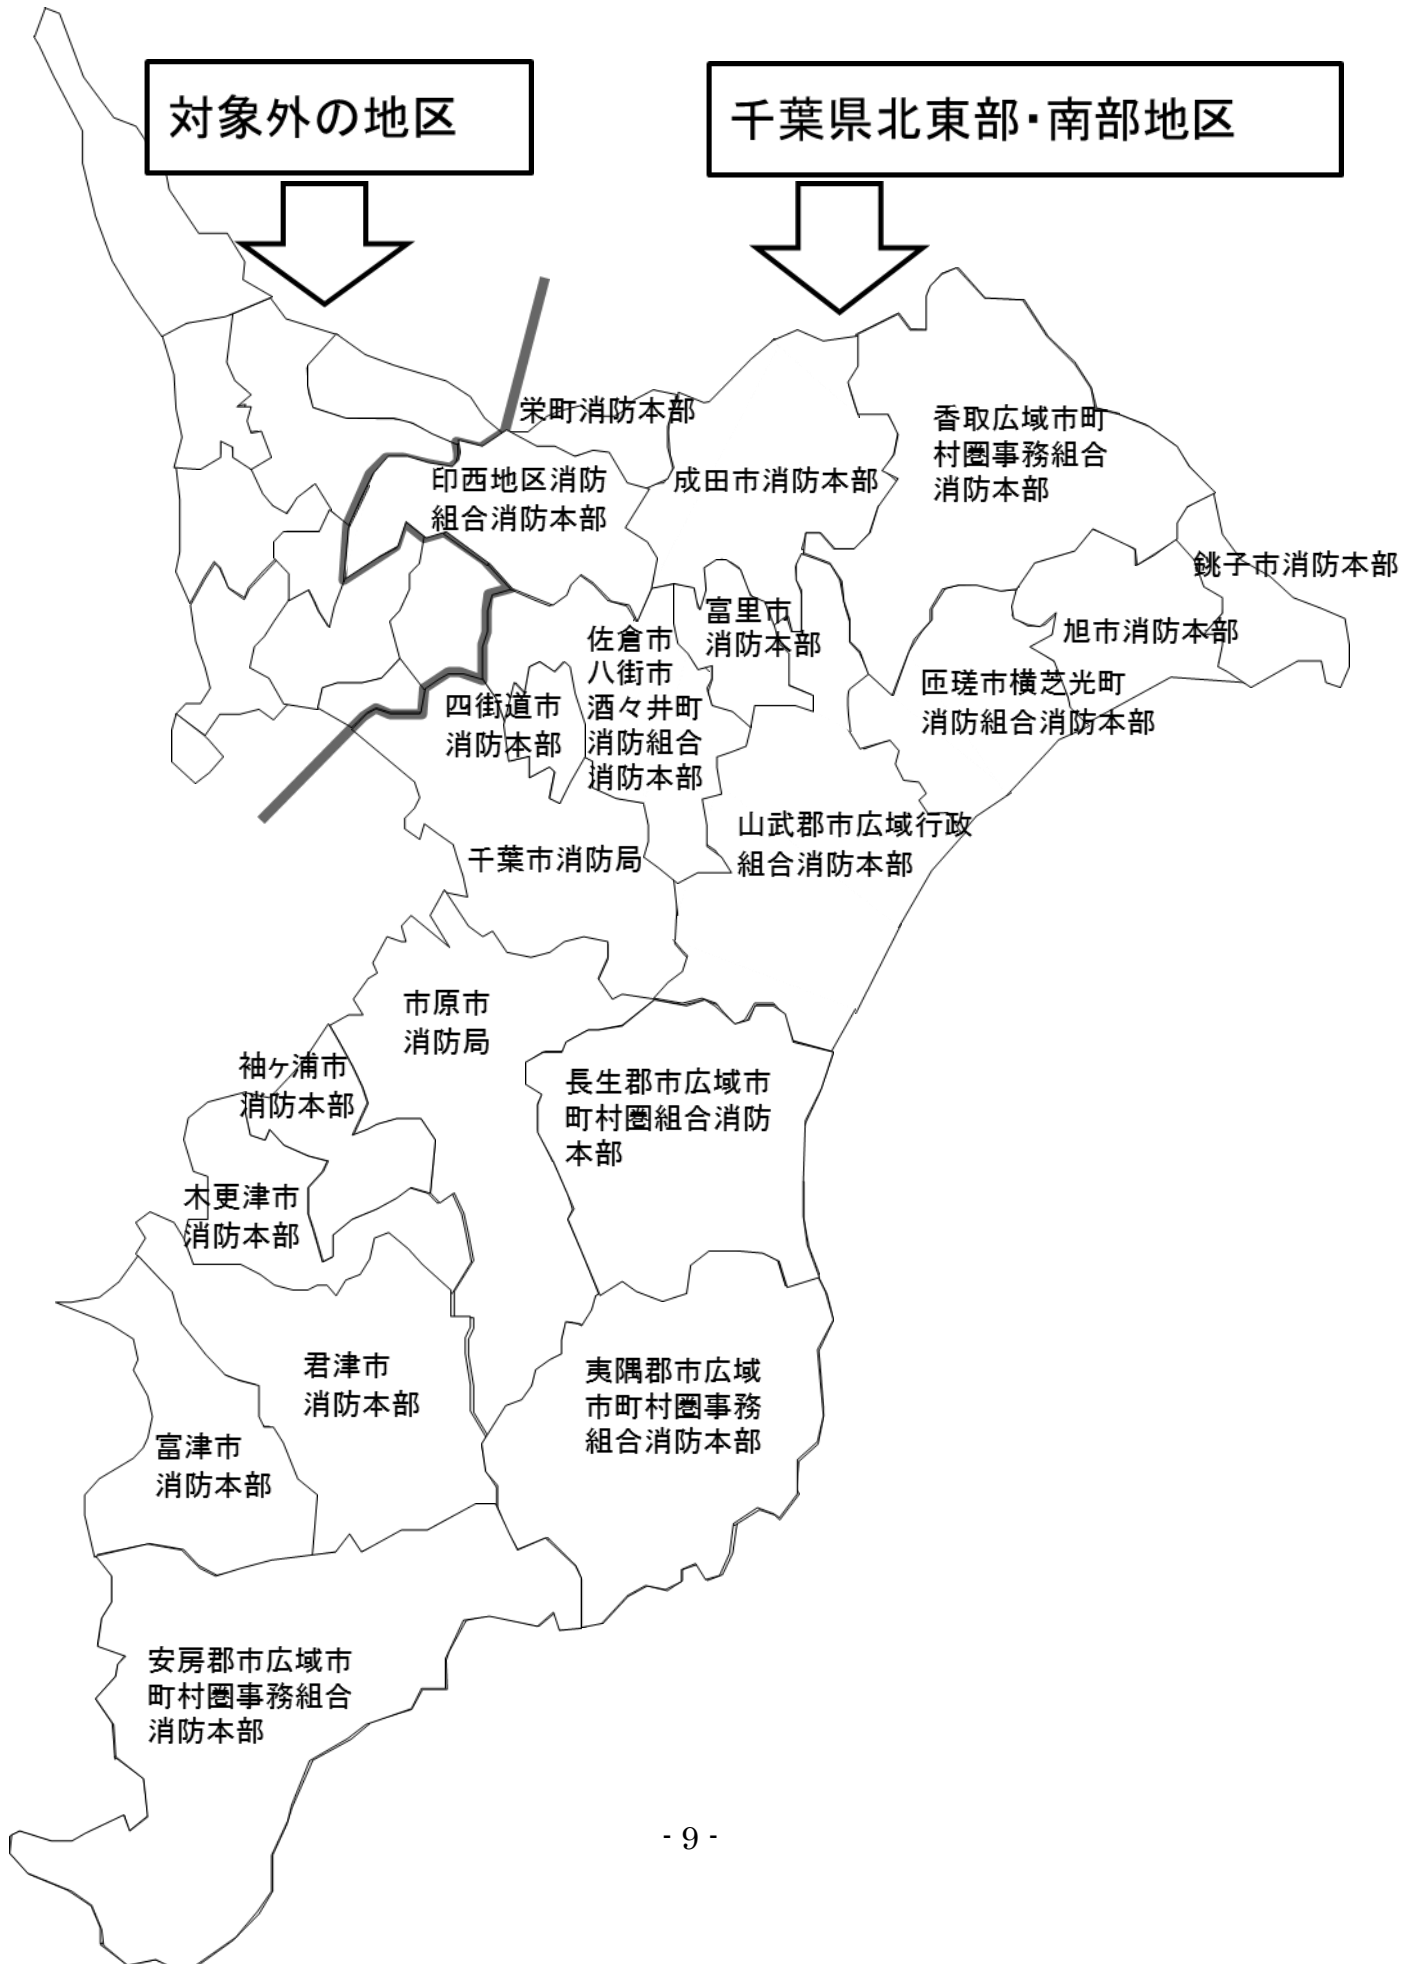 対象外の地区
千葉県北東部・南部地区
栄町消防本部
印西地区消防
組合消防本部
成田市消防本部
香取広域市町
村圏事務組合
消防本部
銚子市消防本部
旭市消防本部
匝瑳市横芝光町
消防組合消防本部
富里市
消防本部
佐倉市
八街市
酒々井町
消防組合
消防本部
四街道市
消防本部
山武郡市広域行政
組合消防本部
千葉市消防局
市原市
消防局
袖ヶ浦市
消防本部
長生郡市広域市
町村圏組合消防
本部
木更津市
消防本部
君津市
消防本部
夷隅郡市広域
市町村圏事務
組合消防本部
富津市
消防本部
安房郡市広域市
町村圏事務組合
消防本部
- 9 -